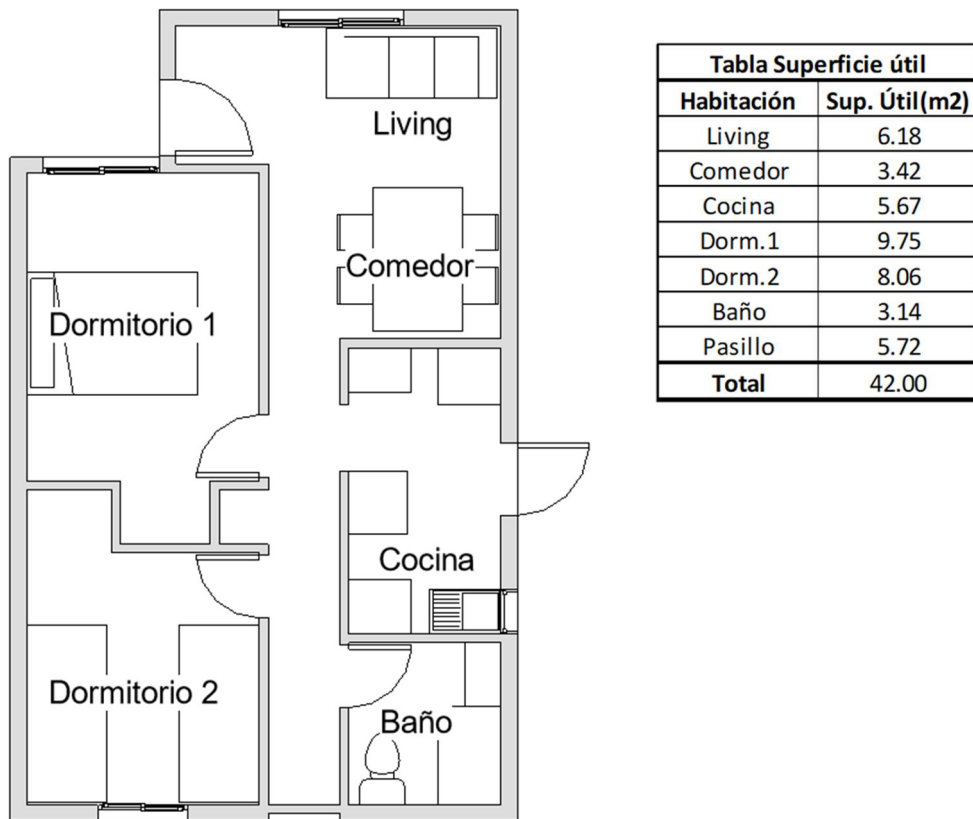 Living
Comedor
Dormitorio 1
Cocina
Dormitorio 2
Baño
Tabla Superficie útil
Habitación Sup. Útil(m2)
Living 6.18
Comedor 3.42
Cocina 5.67
Dorm.1 9.75
Dorm.2 8.06
Baño 3.14
Pasillo 5.72
Total 42.00